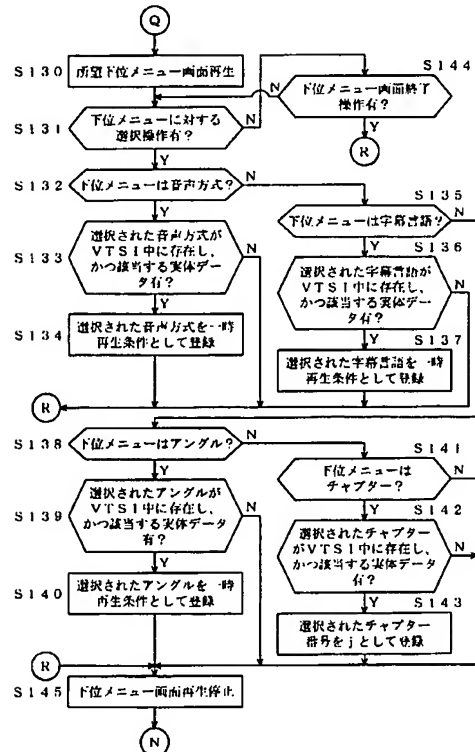 Q
S130
所望下位メニュー画面再生
S144
下位メニュー画面終了
操作有?
N
Y
R
S131
下位メニューに対する
選択操作有?
N
Y
S132
下位メニューは音声方式?
N
Y
S135
下位メニューは字幕言語?
N
Y
S133
選択された音声方式が
VTSI中に存在し、
かつ該当する実体データ
有?
N
Y
S136
選択された字幕言語が
VTSI中に存在し、
かつ該当する実体デー
タ有?
N
Y
S134
選択された音声方式を一時
再生条件として登録
S137
選択された字幕言語を一時
再生条件として登録
R
S138
下位メニューはアングル?
N
Y
S141
下位メニューは
チャプター?
N
Y
S139
選択されたアングルが
VTSI中に存在し、
かつ該当する実体データ
有?
N
Y
S142
選択されたチャプター
がVTSI中に存在し、
かつ該当する実体データ
有?
N
Y
S140
選択されたアングルを一時
再生条件として登録
S143
選択されたチャプター
番号をjとして登録
R
S145
下位メニュー画面再生停止
N